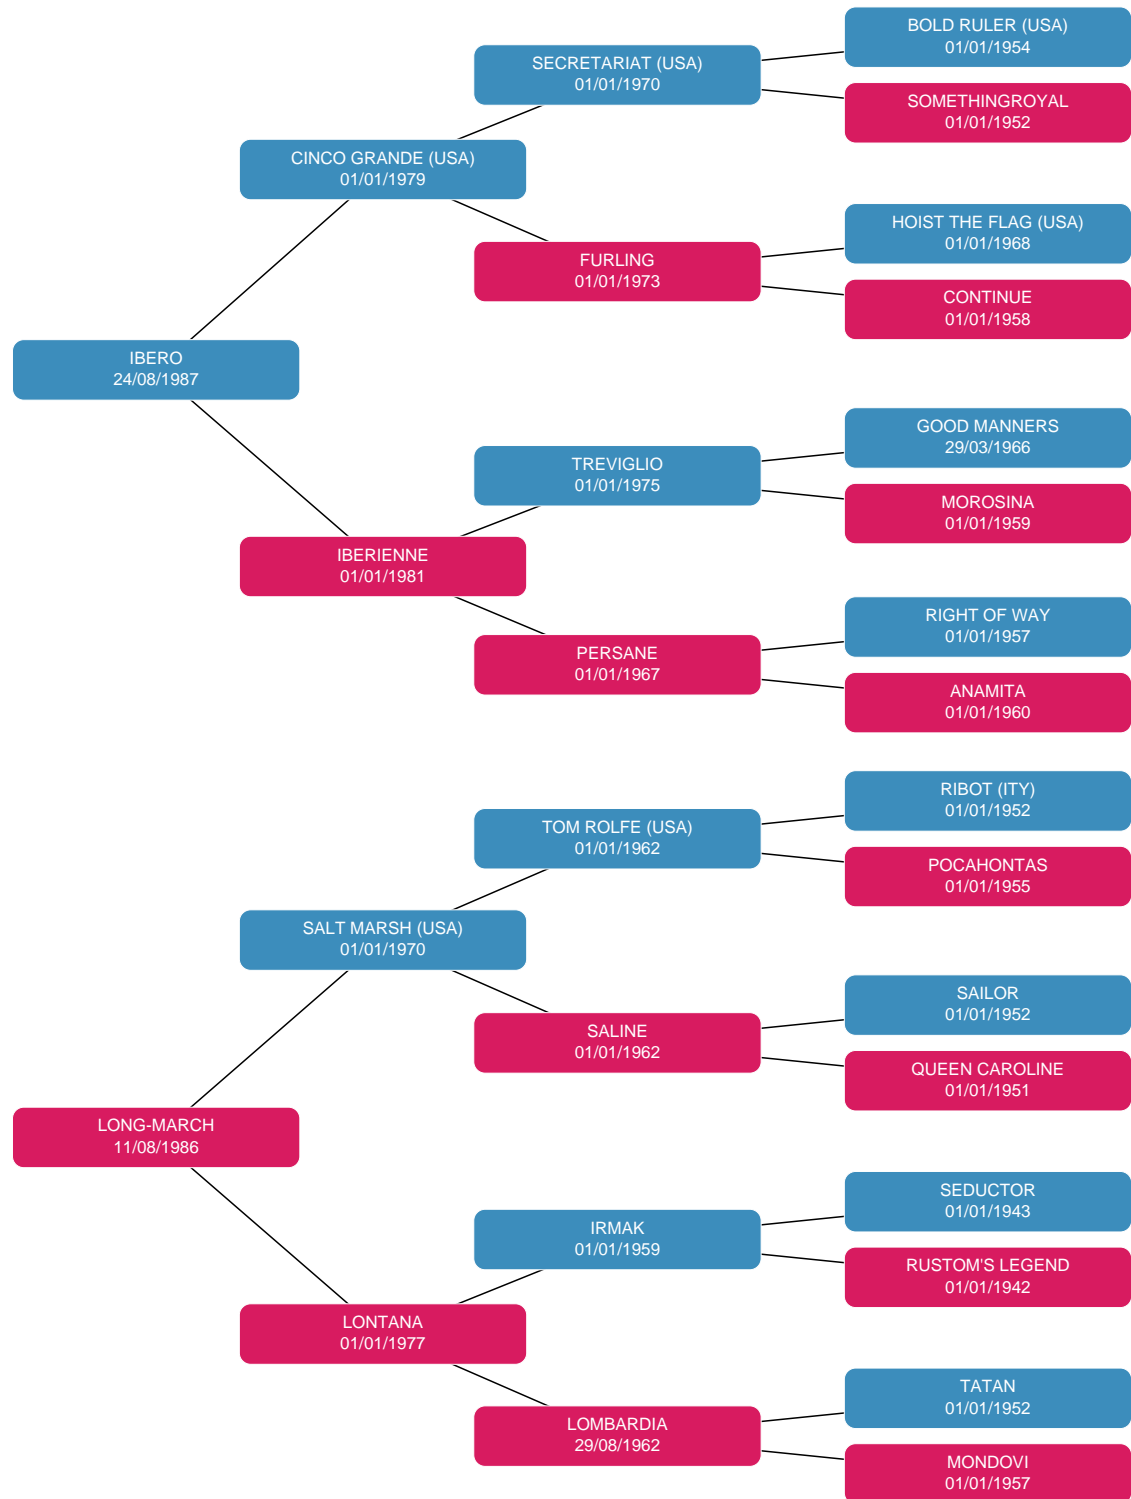 BOLD RULER (USA)
01/01/1954
SECRETARIAT (USA)
01/01/1970
SOMETHINGROYAL
01/01/1952
CINCO GRANDE (USA)
01/01/1979
HOIST THE FLAG (USA)
01/01/1968
FURLING
01/01/1973
CONTINUE
01/01/1958
IBERO
24/08/1987
GOOD MANNERS
29/03/1966
TREVIGLIO
01/01/1975
MOROSINA
01/01/1959
IBERIENNE
01/01/1981
RIGHT OF WAY
01/01/1957
PERSANE
01/01/1967
ANAMITA
01/01/1960
RIBOT (ITY)
01/01/1952
TOM ROLFE (USA)
01/01/1962
POCAHONTAS
01/01/1955
SALT MARSH (USA)
01/01/1970
SAILOR
01/01/1952
SALINE
01/01/1962
QUEEN CAROLINE
01/01/1951
LONG-MARCH
11/08/1986
SEDUCTOR
01/01/1943
IRMAK
01/01/1959
RUSTOM'S LEGEND
01/01/1942
LONTANA
01/01/1977
TATAN
01/01/1952
LOMBARDIA
29/08/1962
MONDOVI
01/01/1957